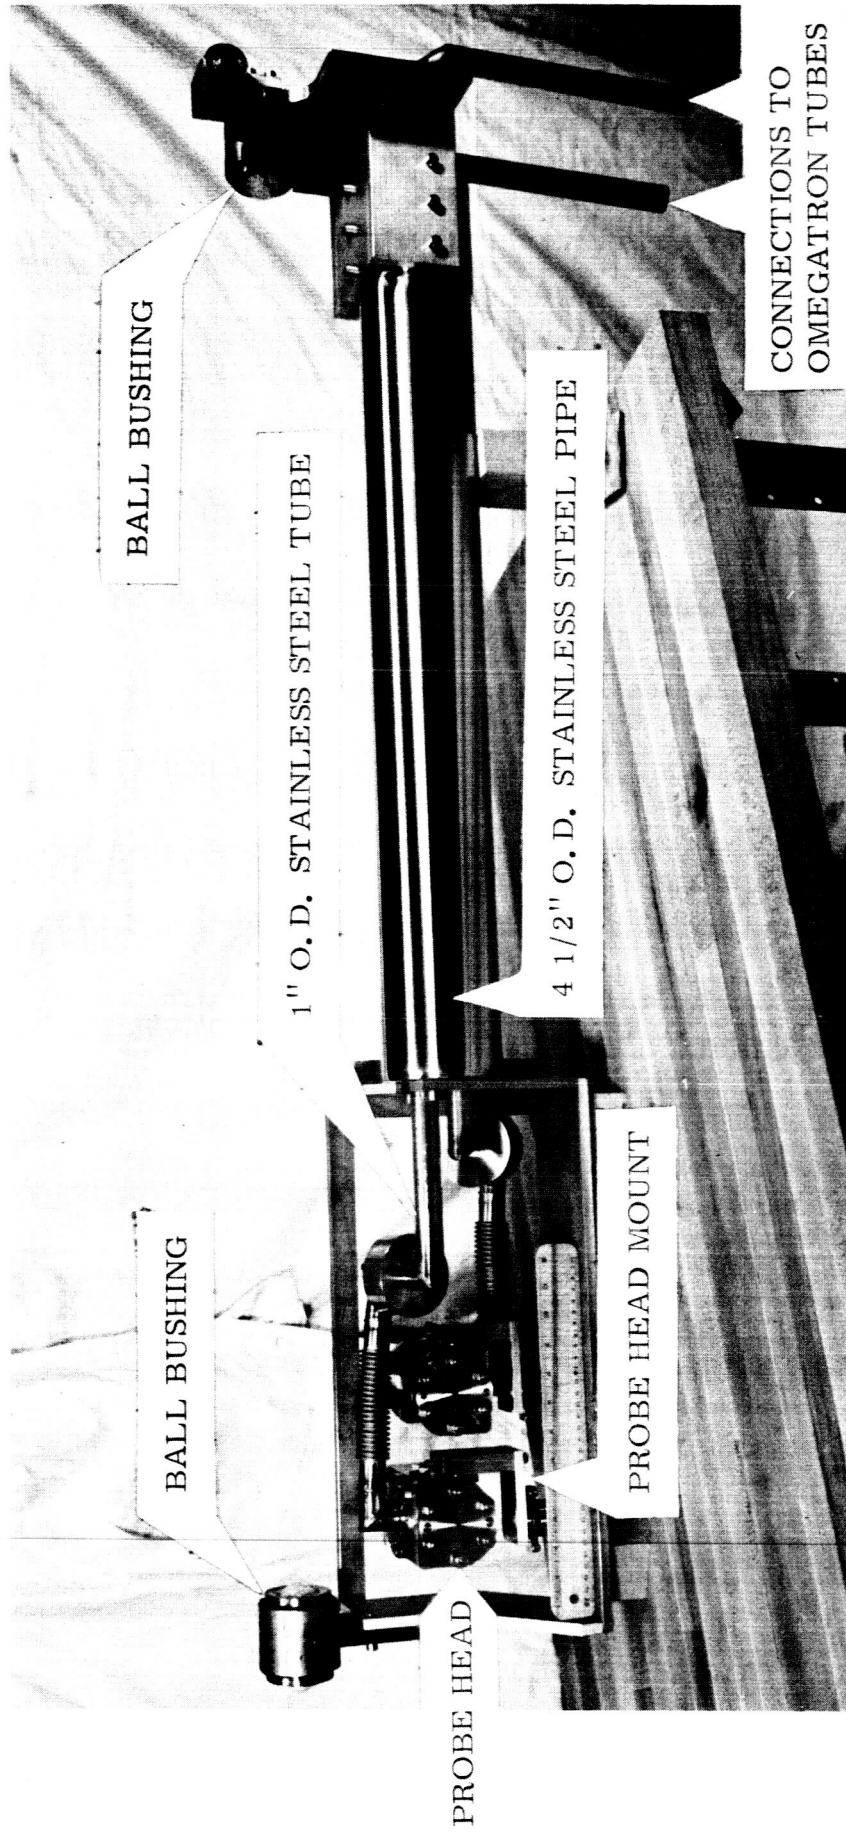 BALL BUSHING
BALL BUSHING
1" O. D. STAINLESS STEEL TUBE
4 1/2" O. D. STAINLESS STEEL PIPE
CONNECTIONS TO
OMEGATRON TUBES
PROBE HEAD
PROBE HEAD MOUNT